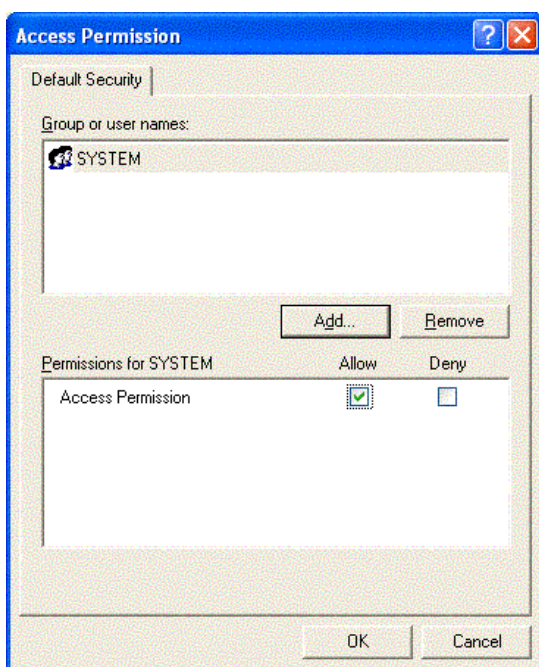 Access Permission
Default Security
Group or user names:
SYSTEM
Add... Remove
Permissions for SYSTEM Allow Deny
Access Permission
OK Cancel